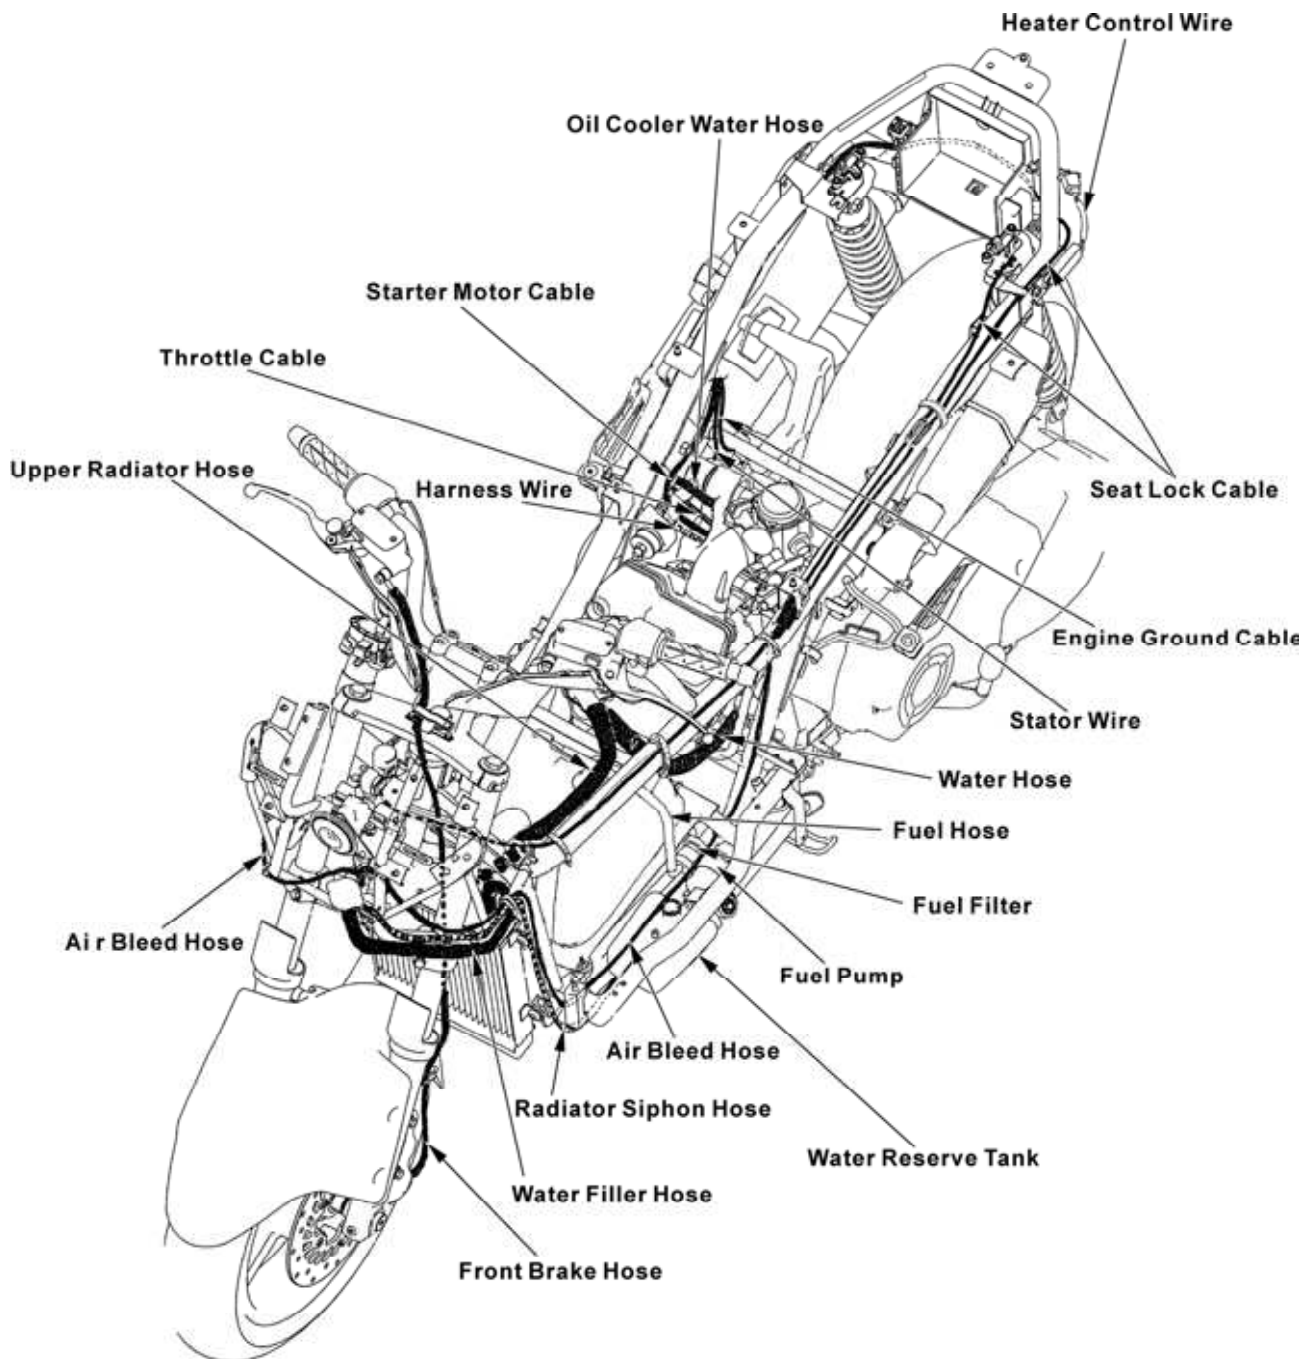 Heater Control Wire
Oil Cooler Water Hose
Starter Motor Cable
Throttle Cable
Upper Radiator Hose
Harness Wire
Seat Lock Cable
Engine Ground Cable
Stator Wire
Water Hose
Fuel Hose
Fuel Filter
Air Bleed Hose
Fuel Pump
Air Bleed Hose
Radiator Siphon Hose
Water Reserve Tank
Water Filler Hose
Front Brake Hose